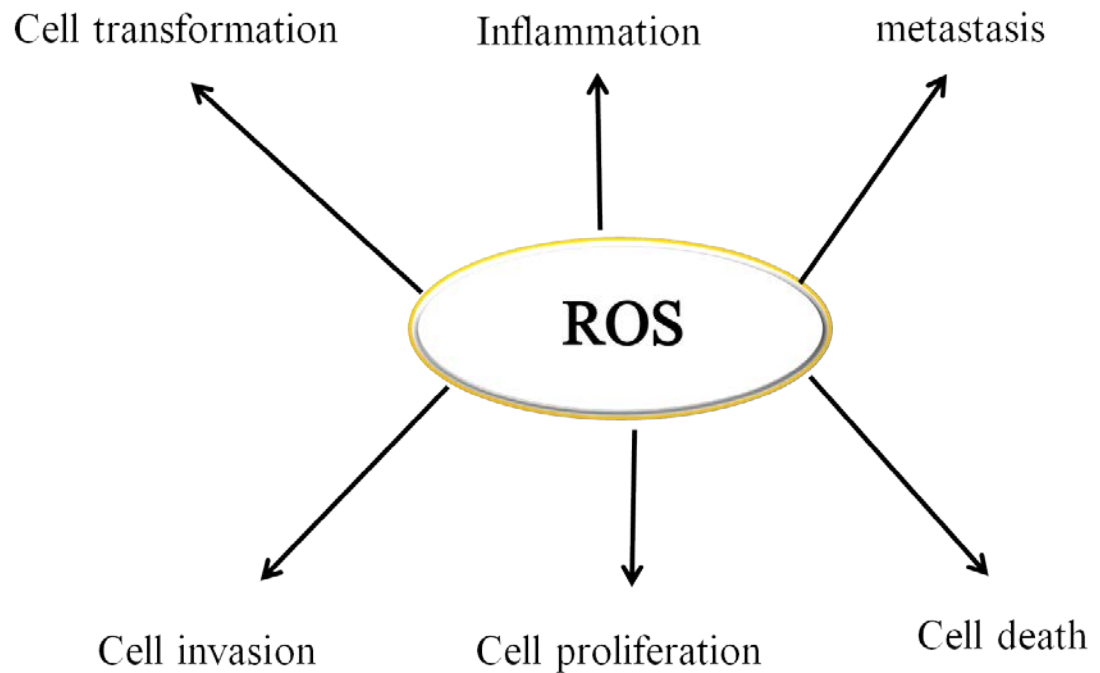 Cell transformation
Inflammation
metastasis
ROS
Cell invasion
Cell proliferation
Cell death